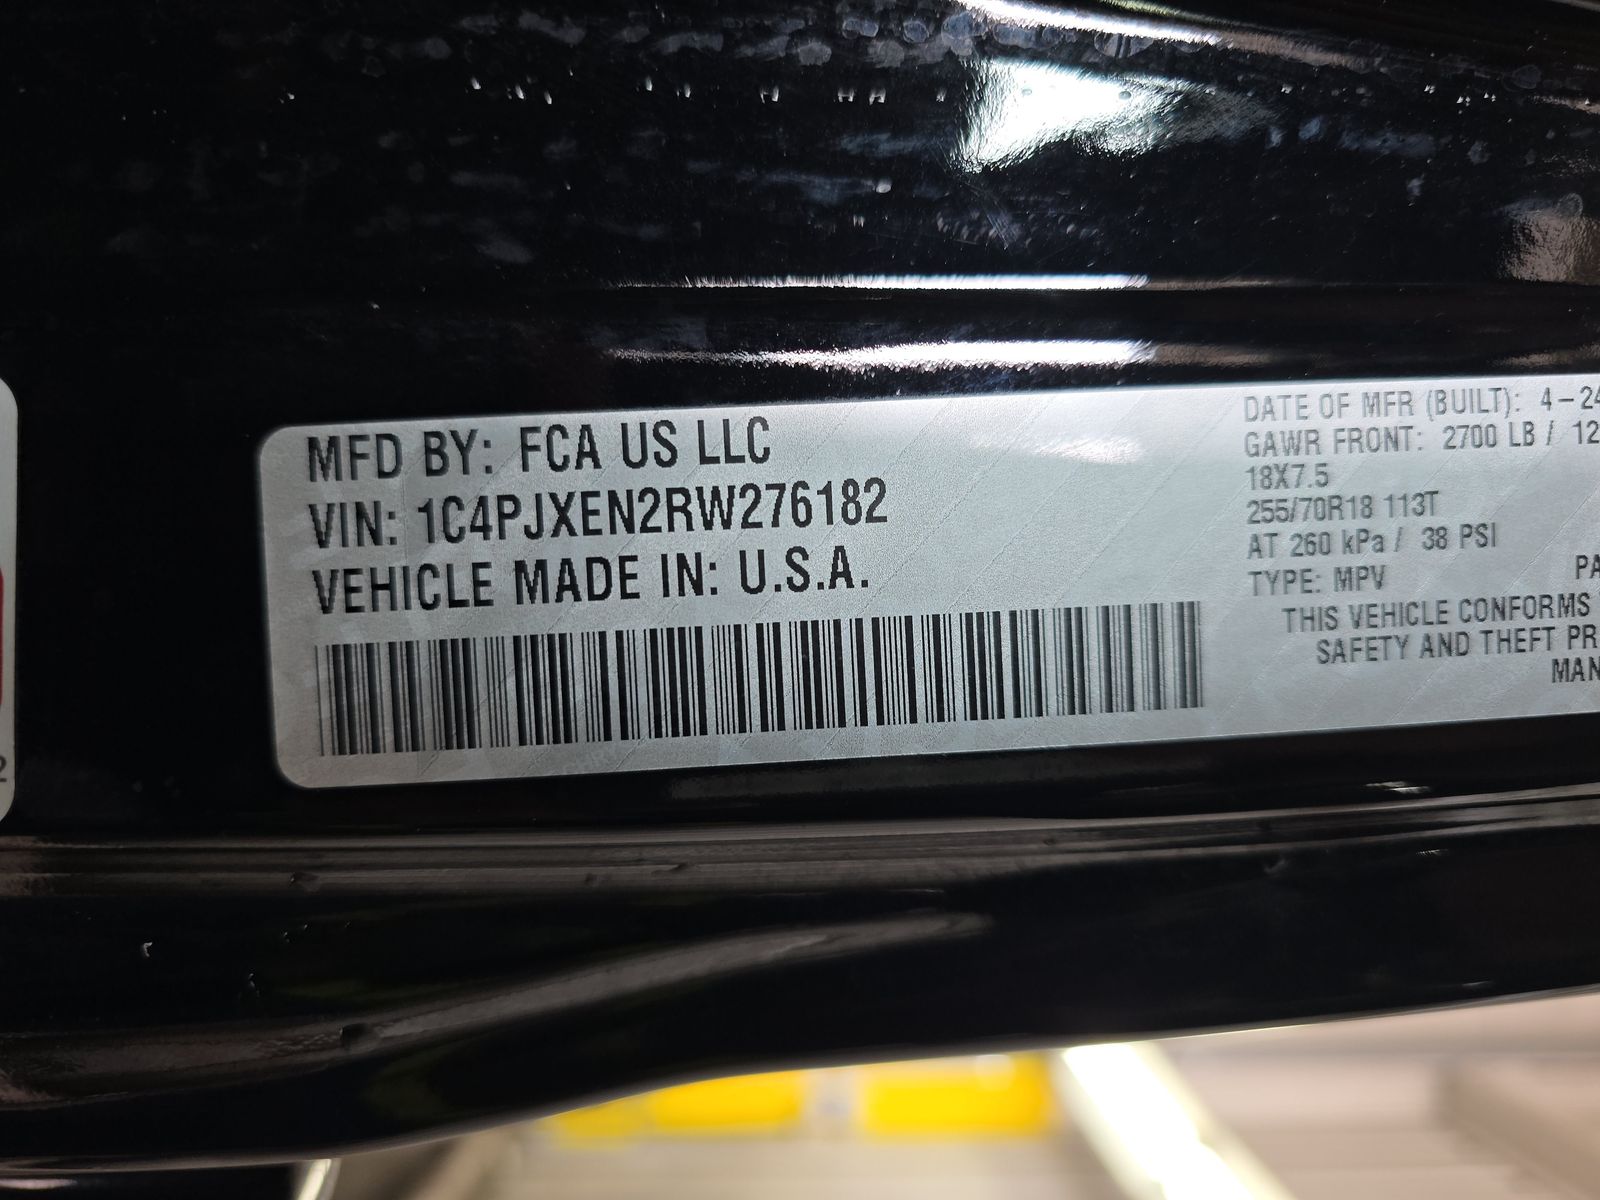 MFD BY: FCA US LLC
VIN: 1C4PJXEN2RW276182
VEHICLE MADE IN: U.S.A.
DATE OF MFR (BUILT): 4-24
GAWR FRONT: 2700 LB / 12
18X7.5
255/70R18 113T
AT 260 kPa / 38 PSI
TYPE: MPV
THIS VEHICLE CONFORMS
SAFETY AND THEFT
2